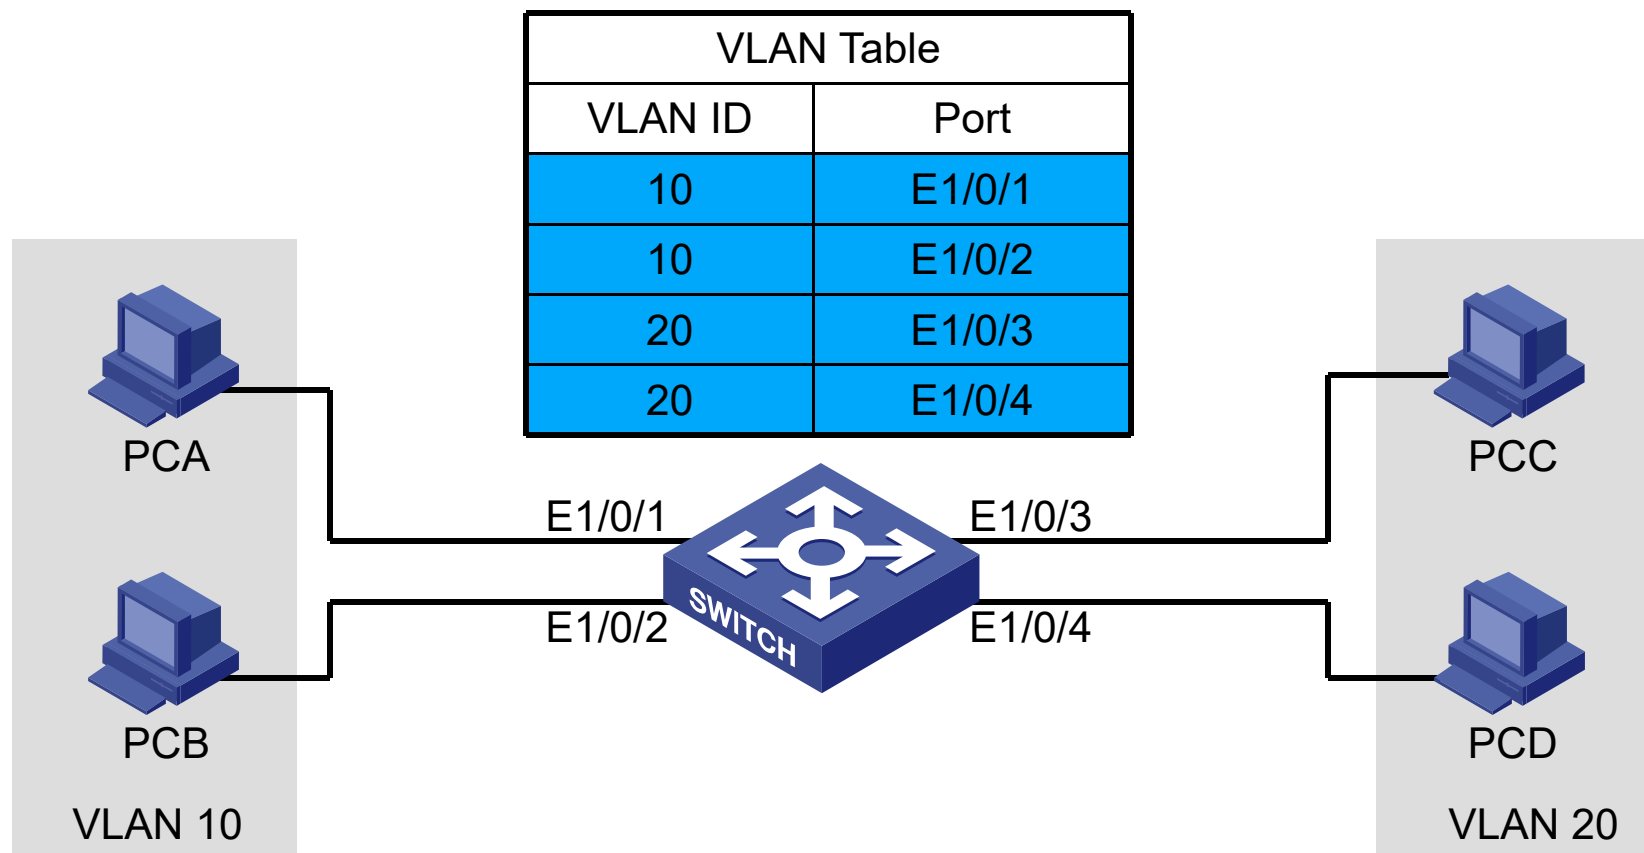 VLAN Table
VLAN ID Port
10 E1/0/1
10 E1/0/2
20 E1/0/3
20 E1/0/4
PCA
PCC
E1/0/1
E1/0/3
SWITCH
E1/0/2
E1/0/4
PCB
PCD
VLAN 10
VLAN 20